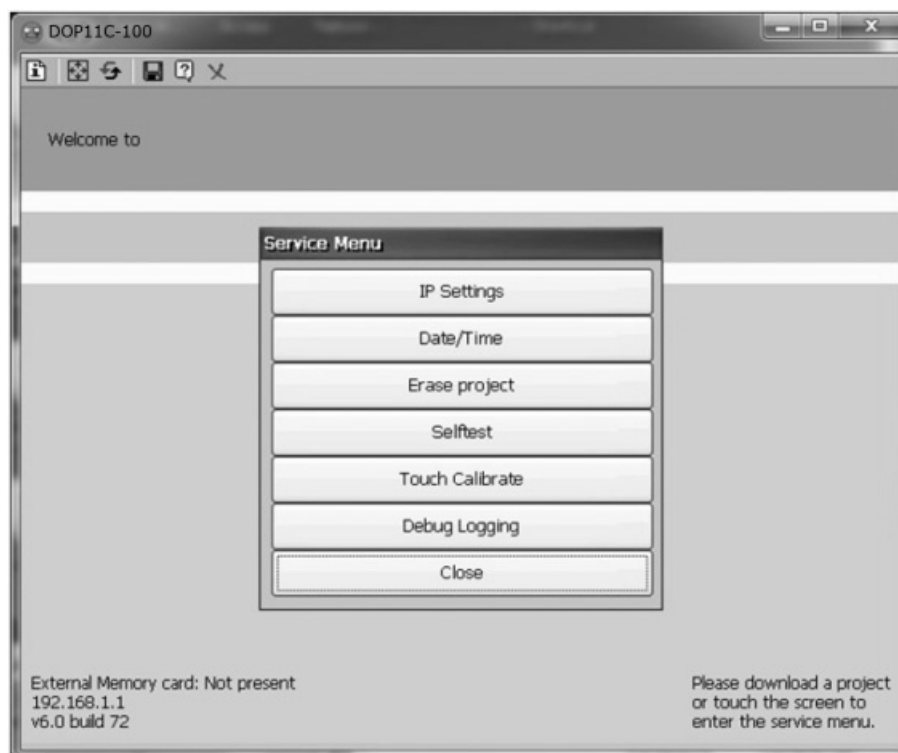 DOP11C-100
Welcome to
Service Menu
IP Settings
Date/Time
Erase project
Selftest
Touch Calibrate
Debug Logging
Close
External Memory card: Not present
192.168.1.1
v6.0 build 72
Please download a project
or touch the screen to
enter the service menu.